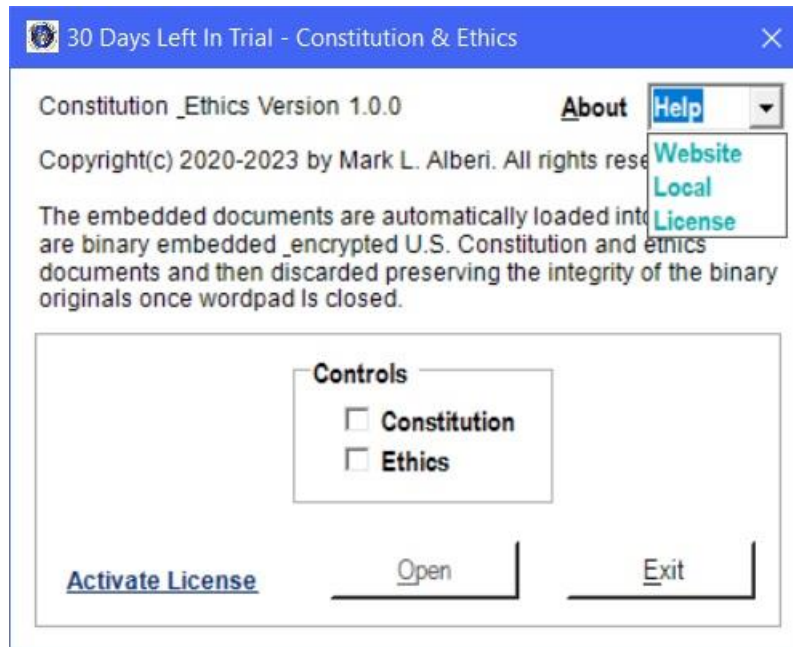 30 Days Left In Trial - Constitution & Ethics
Constitution _Ethics Version 1.0.0
About
Help
Copyright(c) 2020-2023 by Mark L. Alberi. All rights
Website
Local
License
The embedded documents are automatically loaded
are binary embedded _encrypted U.S. Constitution and ethics
documents and then discarded preserving the integrity of the binary
originals once wordpad Is closed.
Controls
Constitution
Ethics
Activate License
Open
Exit